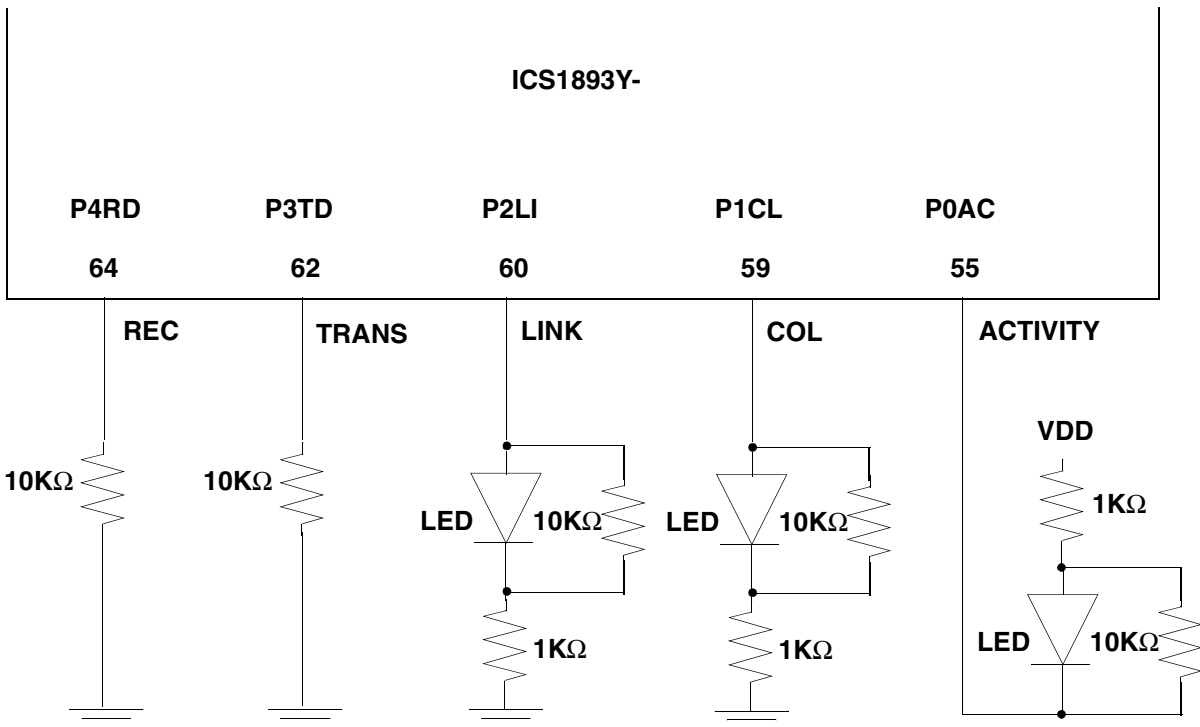 ICS1893Y-
P4RD P3TD P2LI P1CL P0AC
64 62 60 59 55
REC TRANS LINK COL ACTIVITY
VDD
10KΩ 10KΩ 1KΩ
LED 10KΩ LED 10KΩ
1KΩ 1KΩ LED 10KΩ